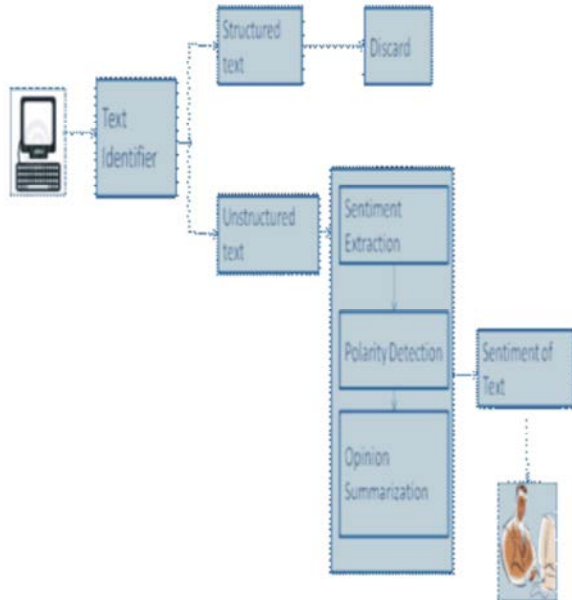 Structured
text
Discard
Text
Identifier
Unstructured
text
Sentiment
Extraction
Polarity Detection
Sentiment of
Text
Opinion
Summarization